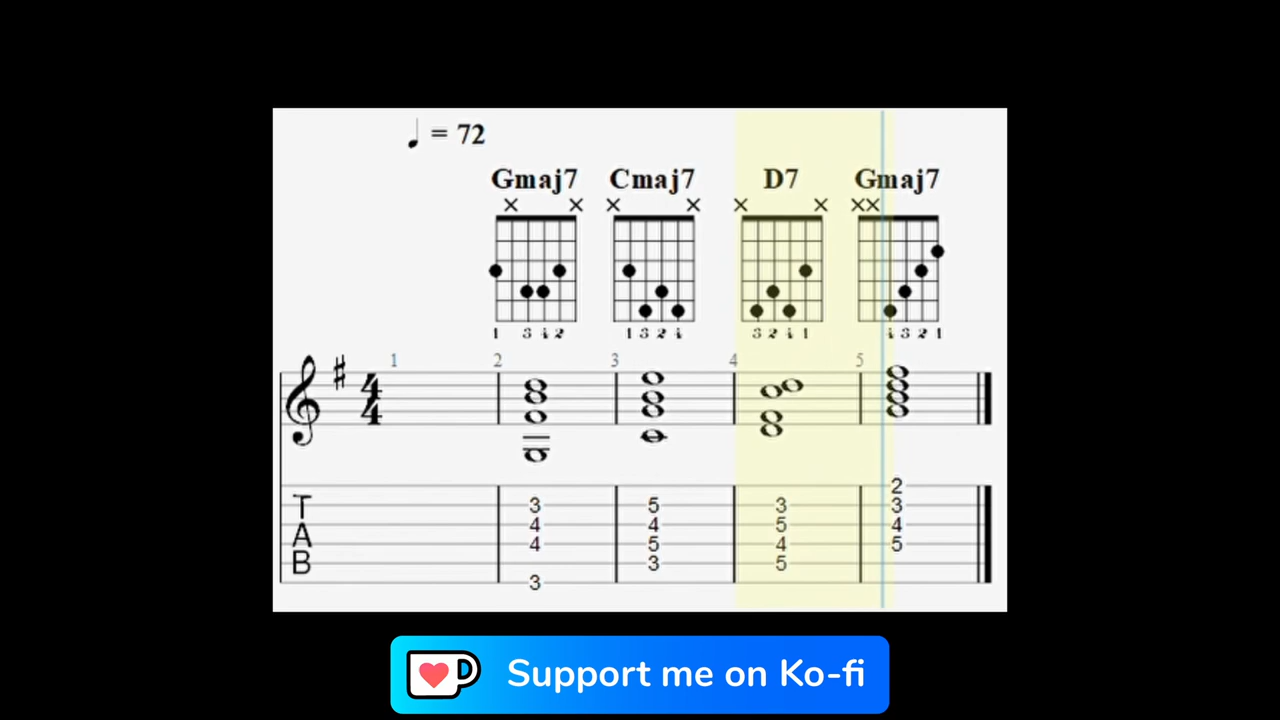 ♩ = 72
Gmaj7 Cmaj7 D7 Gmaj7
× × × × × × ××
1 3 4 2 1 3 2 4 3 2 4 1 4 3 2 1
1 2 3 4 5
4
4
2
3 5 3 3
T
4 4 5 4
A
4 5 4 5
B
3 5
3
Support me on Ko-fi